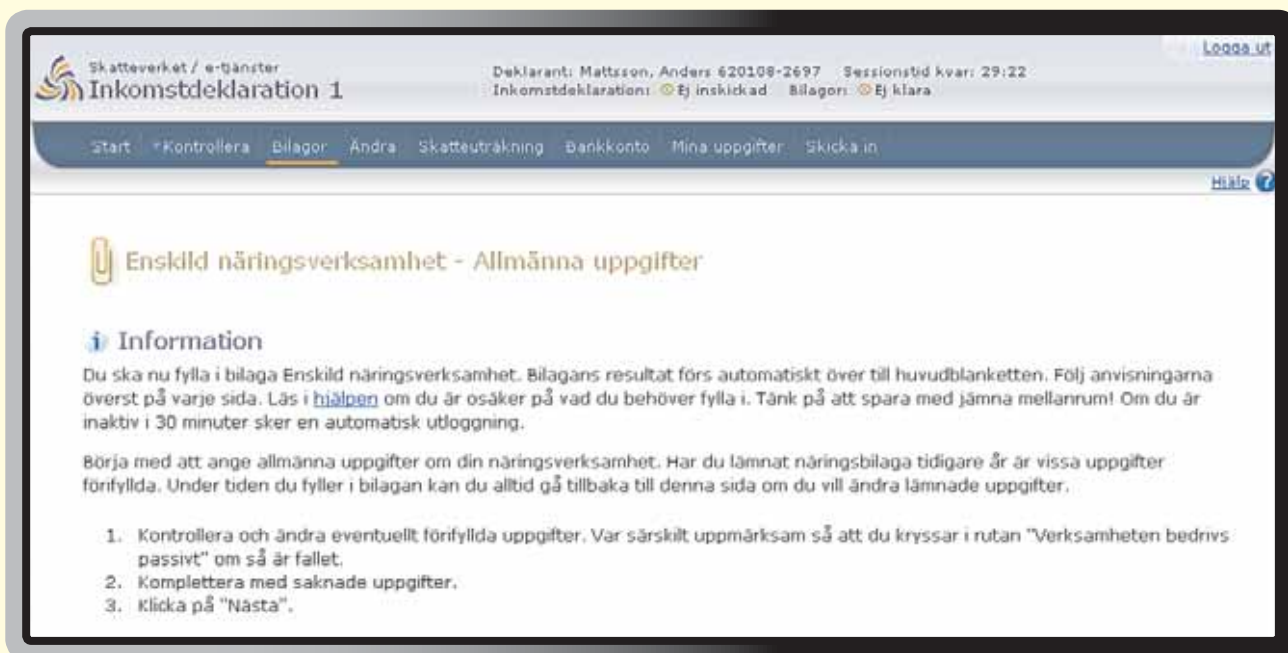 Logga ut
Skatteverket / e-tjänster
Inkomstdeklaration 1
Deklarant: Mattsson, Anders 620108-2697 Sessionstid kvar: 29:22
Inkomstdeklaration: Ej inskickad Bilagor: Ej klara
Start Kontrollera Bilagor Ändra Skatteuträkning Bankkonto Mina uppgifter Skicka in
Hjälp ?
Enskild näringsverksamhet - Allmänna uppgifter
i Information
Du ska nu fylla i bilaga Enskild näringsverksamhet. Bilagans resultat förs automatiskt över till huvudblanketten. Följ anvisningarna
överst på varje sida. Läs i hjälpen om du är osäker på vad du behöver fylla i. Tänk på att spara med jämna mellanrum! Om du är
inaktiv i 30 minuter sker en automatisk utloggning.
Börja med att ange allmänna uppgifter om din näringsverksamhet. Har du lämnat näringsbilaga tidigare år är vissa uppgifter
förifyllda. Under tiden du fyller i bilagan kan du alltid gå tillbaka till denna sida om du vill ändra lämnade uppgifter.
1. Kontrollera och ändra eventuellt förifyllda uppgifter. Var särskilt uppmärksam så att du kryssar i rutan "Verksamheten bedrivs
passivt" om så är fallet.
2. Komplettera med saknade uppgifter.
3. Klicka på "Nästa".